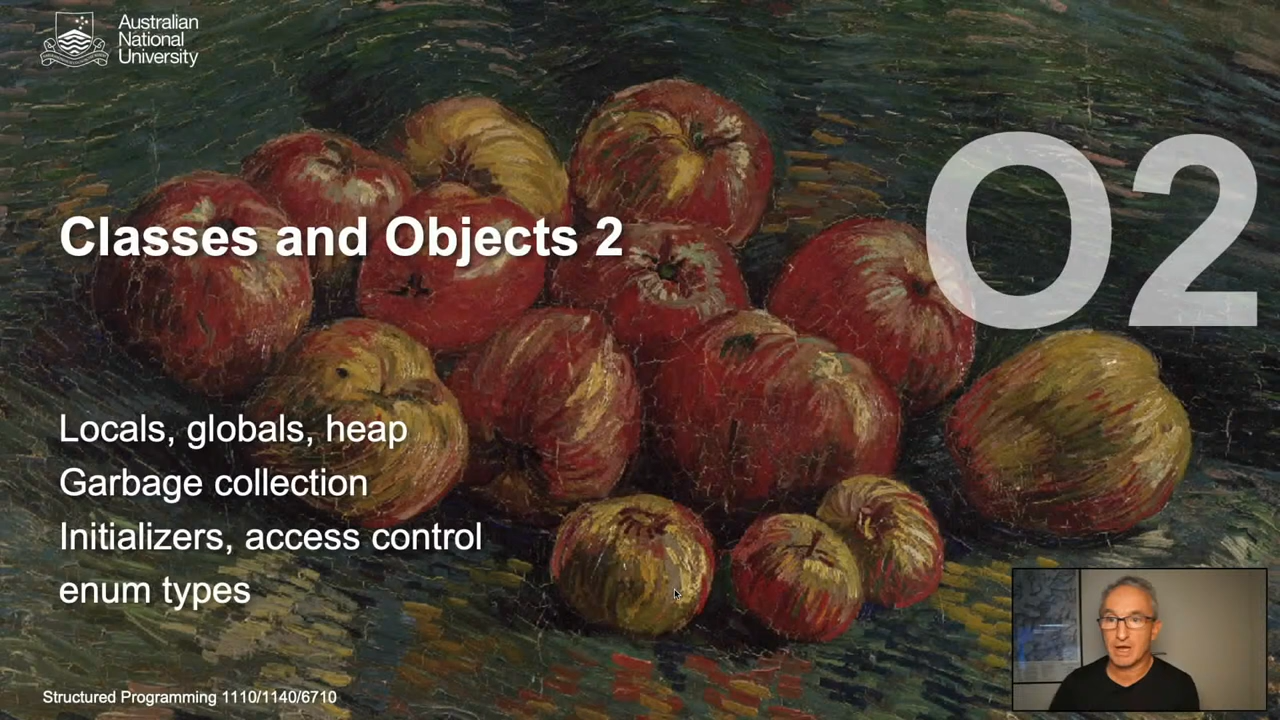 Australian
National
University
O2
Classes and Objects 2
Locals, globals, heap
Garbage collection
Initializers, access control
enum types
Structured Programming 1110/1140/6710